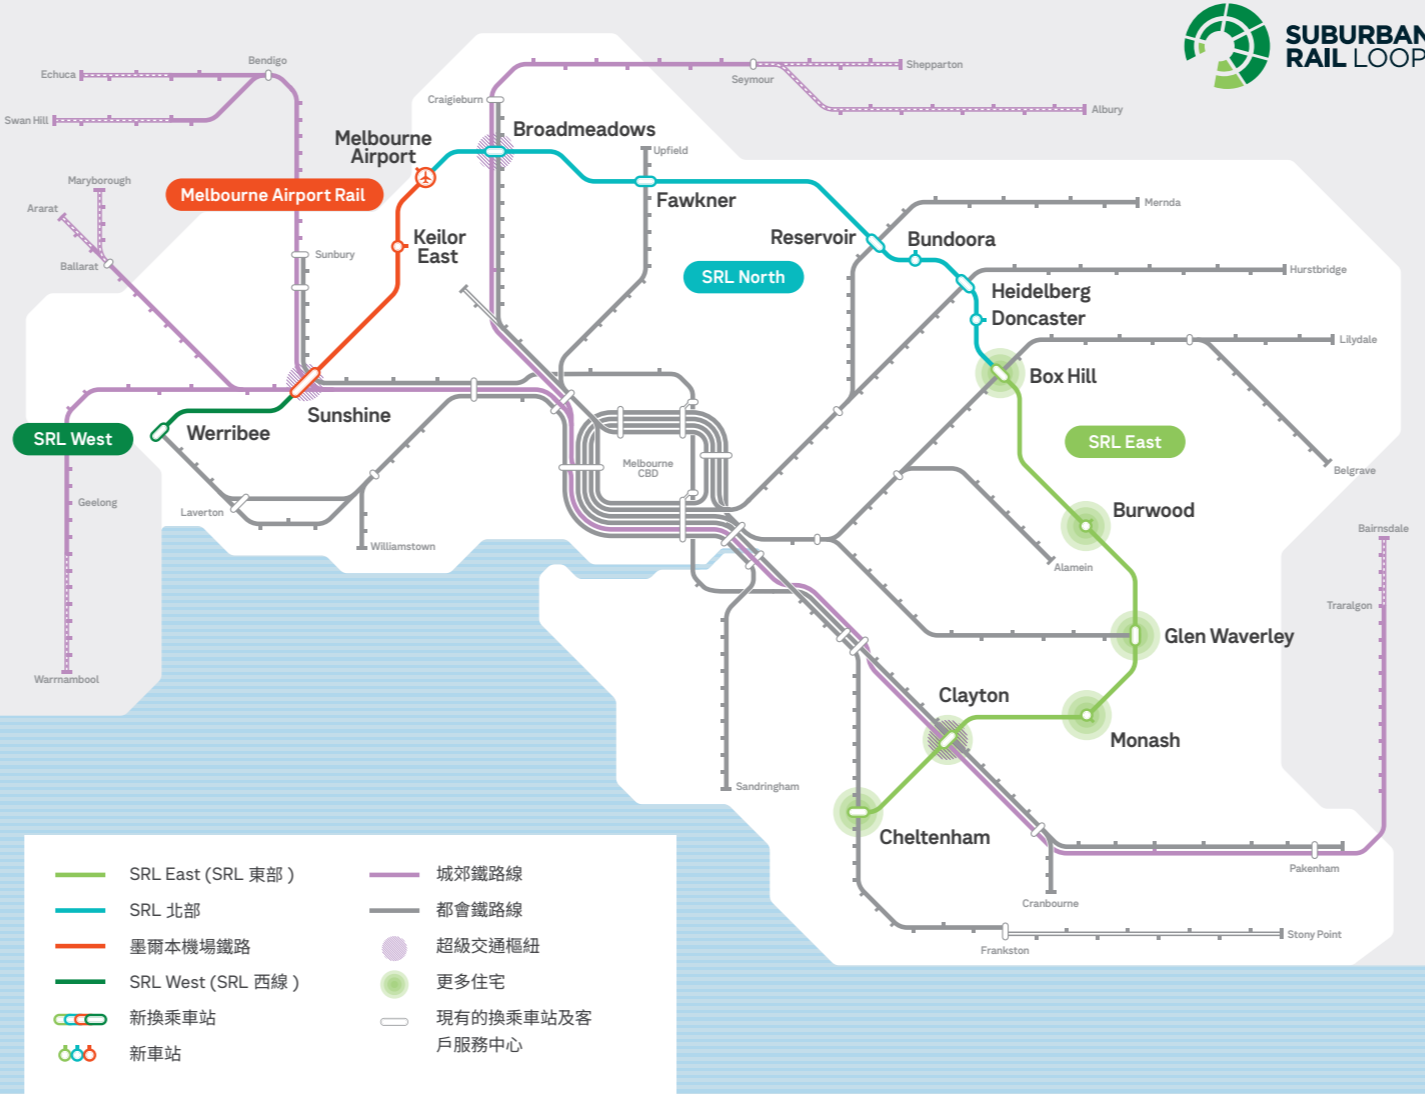 SUBURBAN
RAIL LOOP
Echuca
Bendigo
Swan Hill
Seymour
Shepparton
Albury
Craigieburn
Melbourne
Airport
Broadmeadows
Upfield
Maryborough
Ararat
Ballarat
Melbourne Airport Rail
Fawkner
Mernda
Keilor
East
Sunbury
Reservoir
Bundoora
SRL North
Hurstbridge
Heidelberg
Doncaster
Lilydale
Box Hill
Sunshine
SRL West
Werribee
SRL East
Melbourne
CBD
Belgrave
Geelong
Laverton
Williamstown
Burwood
Bairnsdale
Alamein
Traralgon
Glen Waverley
Warrnambool
Clayton
Monash
Sandringham
Cheltenham
Pakenham
Cranbourne
Stony Point
Frankston
SRL East (SRL 東部 )
SRL 北部
墨爾本機場鐵路
SRL West (SRL 西線 )
新換乘車站
新車站
城郊鐵路線
都會鐵路線
超級交通樞紐
更多住宅
現有的換乘車站及客
戶服務中心